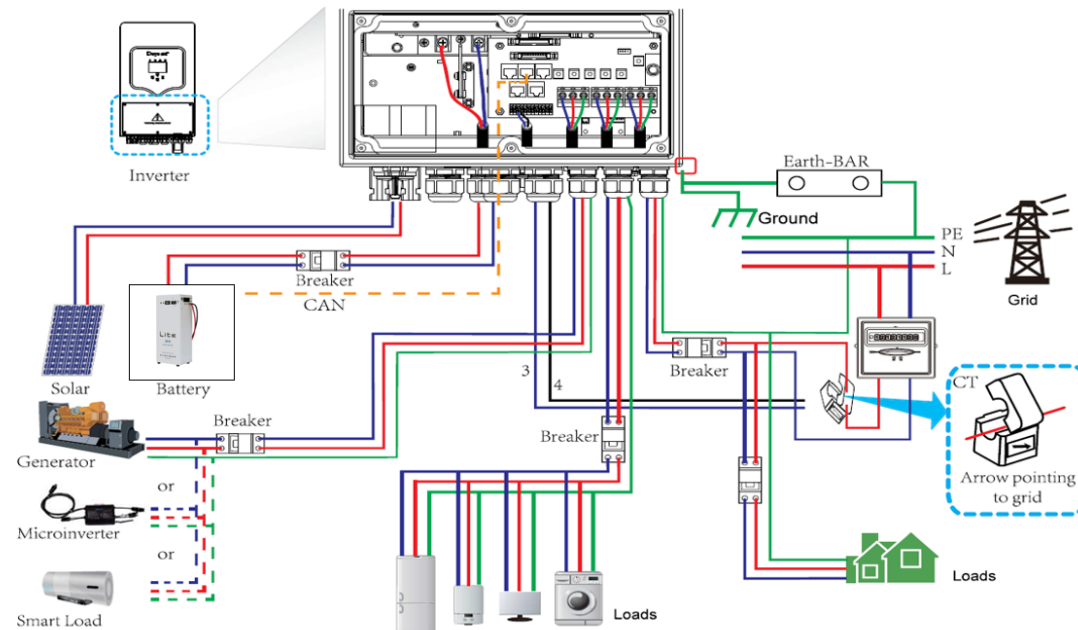 Inverter
Earth-BAR
Ground
PE
N
L
Grid
Breaker
CAN
Lite
Solar
Battery
Breaker
3
4
Breaker
CT
Generator
Breaker
Arrow pointing
to grid
or
Microinverter
or
Loads
Loads
Smart Load